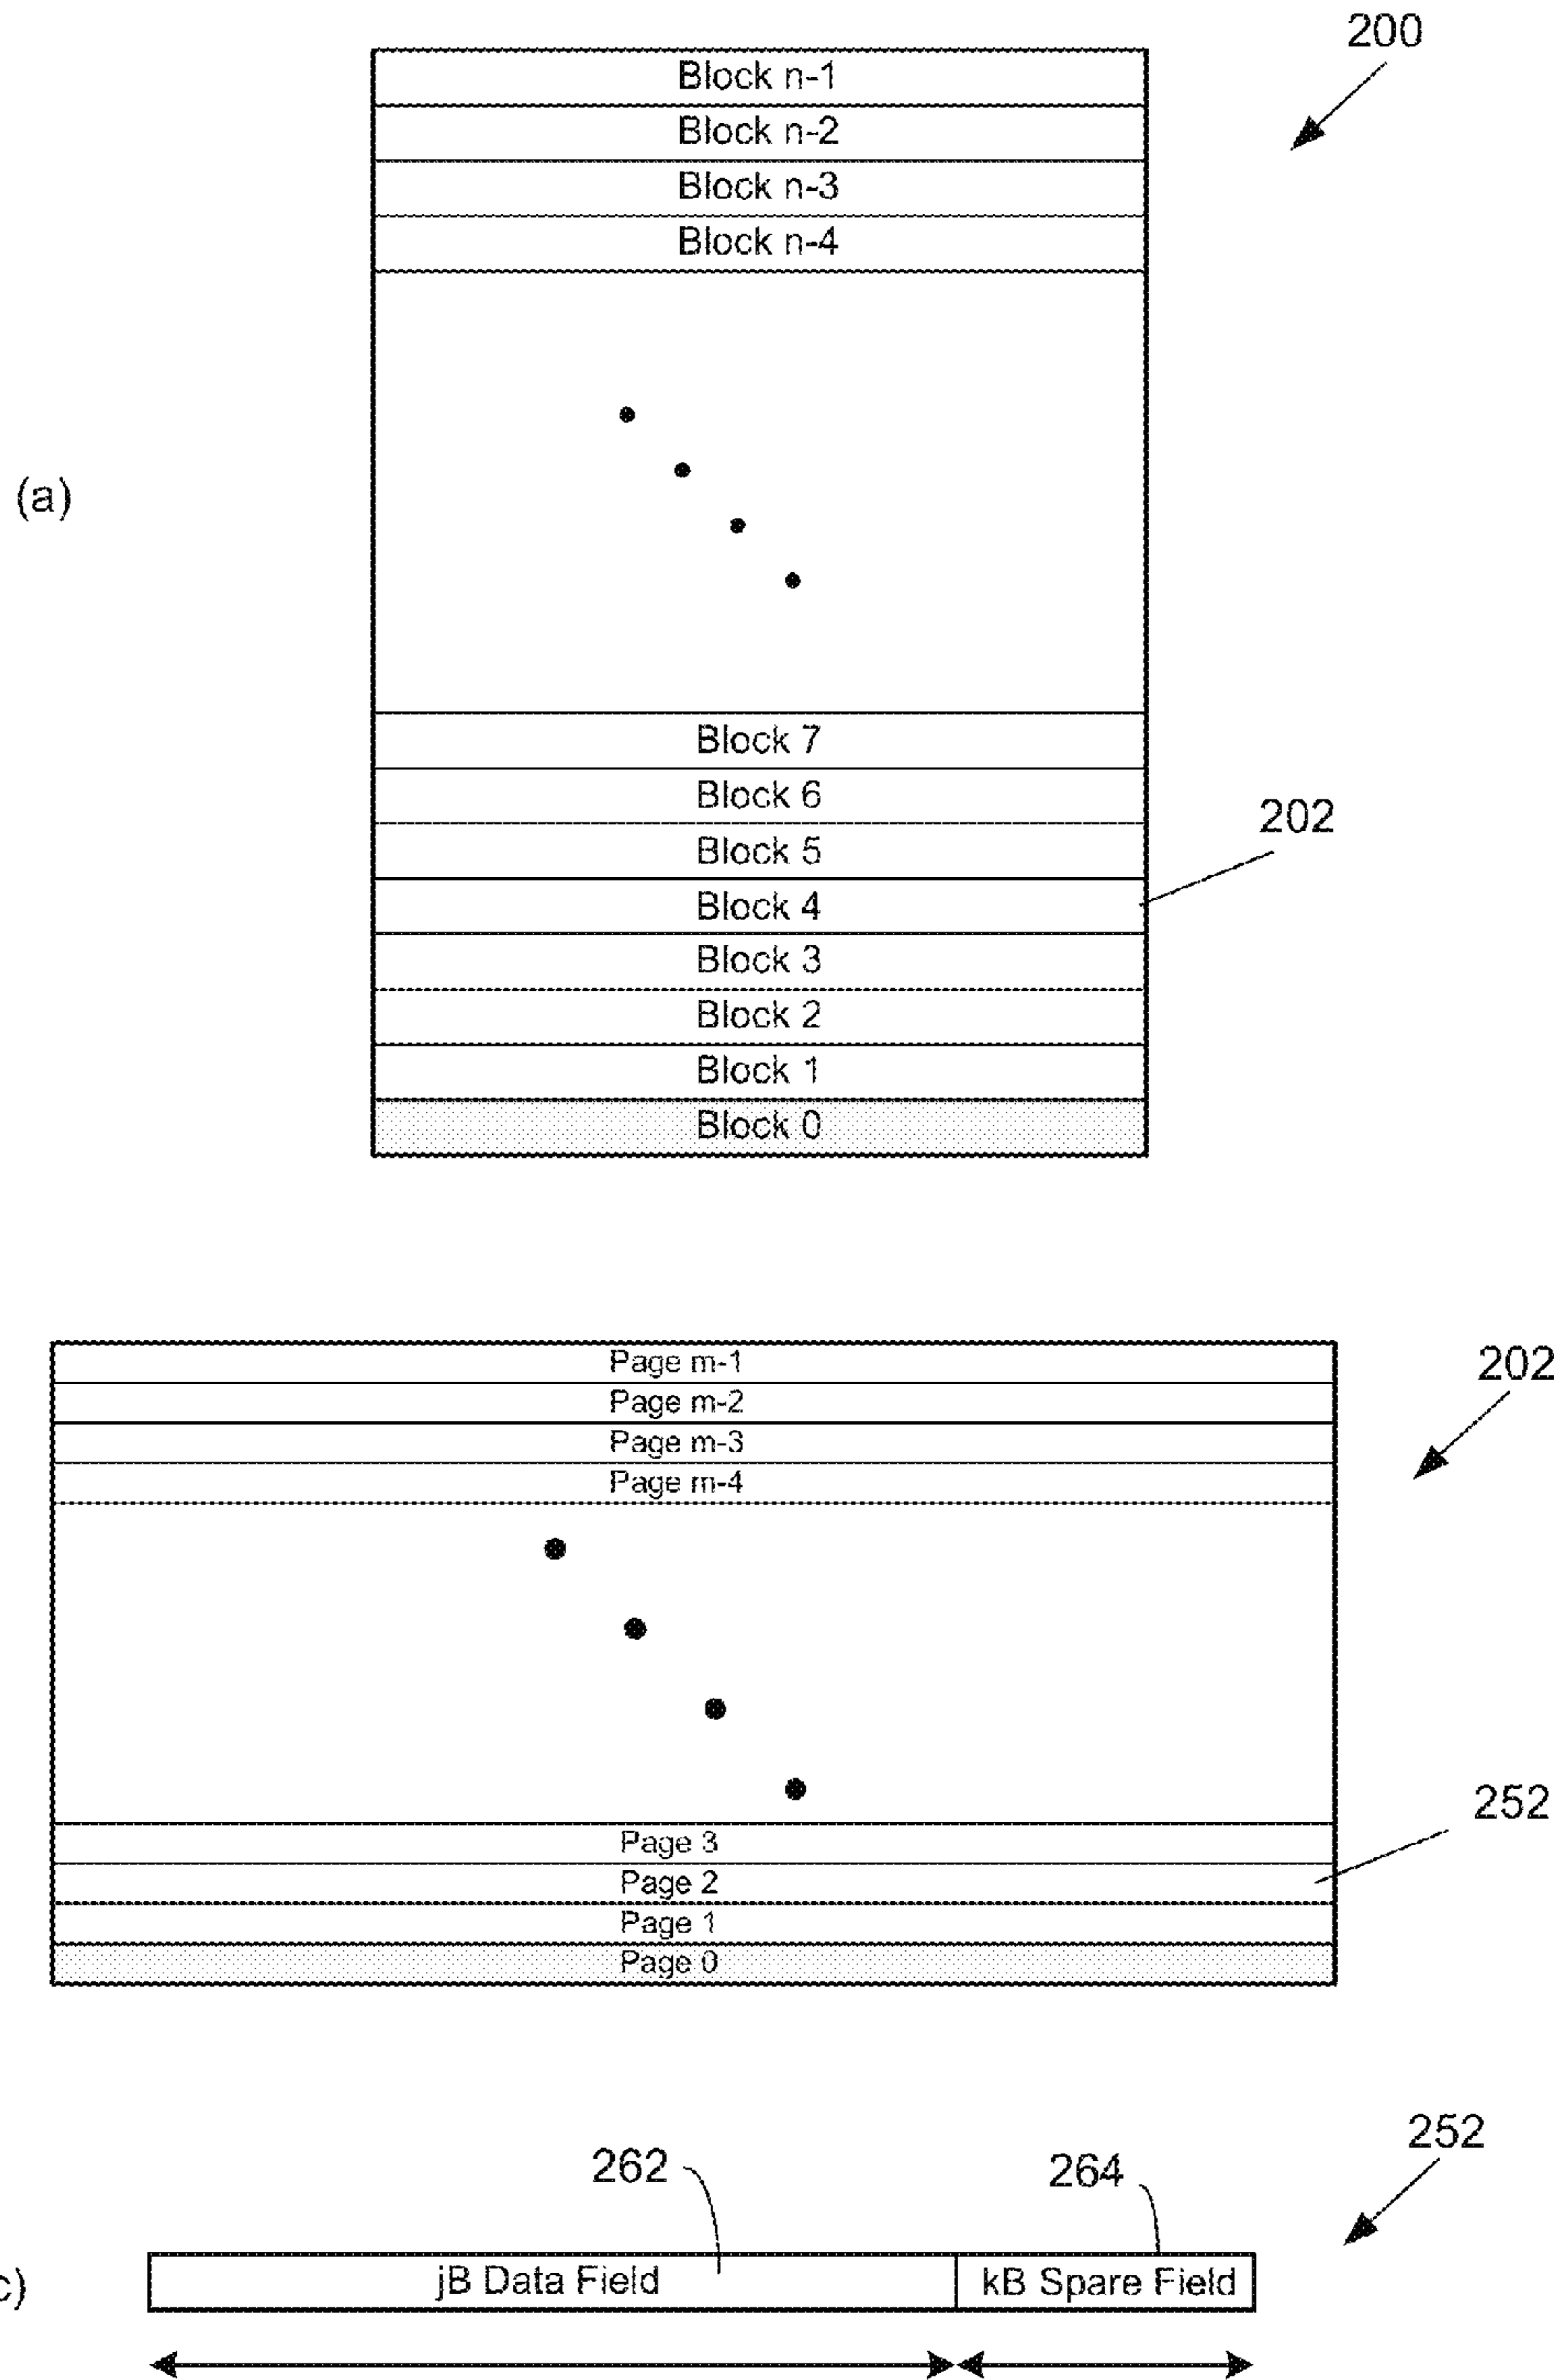 200
Block n-1
Block n-2
Block n-3
Block n-4
(a)
Block 7
Block 6
202
Block 5
Block 4
Block 3
Block 2
Block 1
Block 0
Page m-1
202
Page m-2
Page m-3
Page m-4
252
Page 3
Page 2
Page 1
Page 0
252
262
264
c)
jB Data Field
kB Spare Field